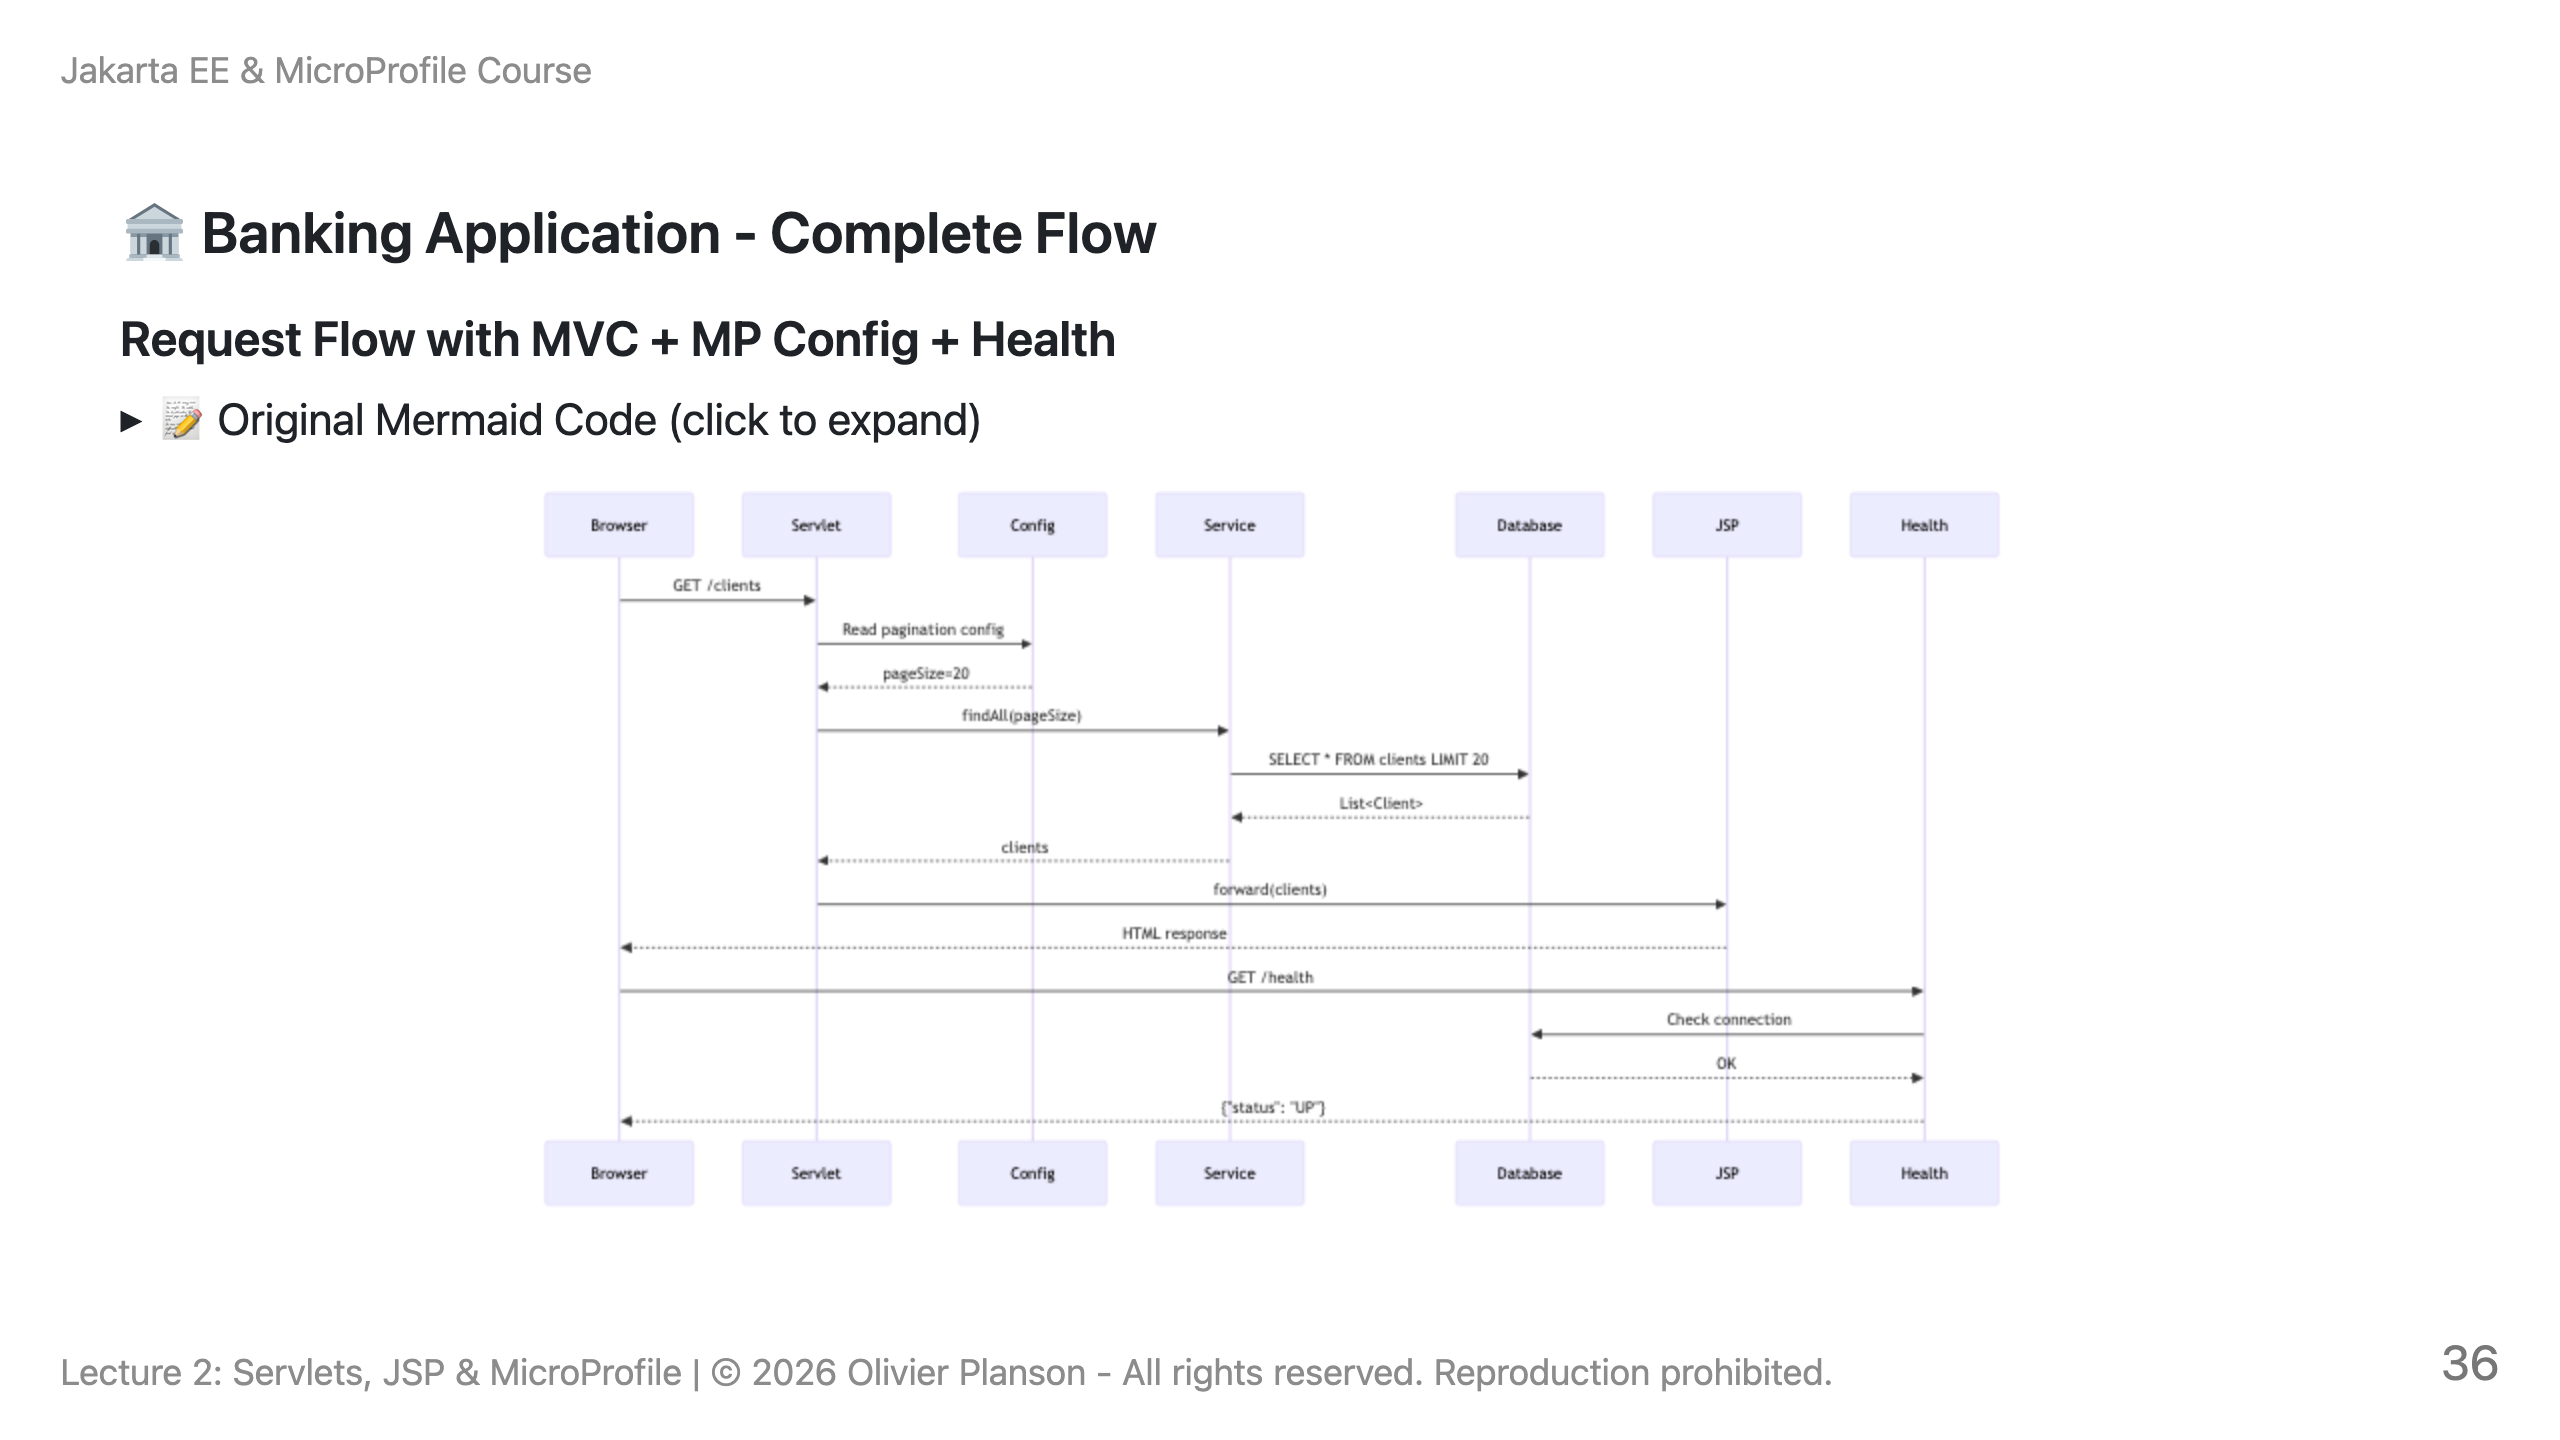 Jakarta EE & MicroProfile Course
🏛️ Banking Application - Complete Flow
Request Flow with MVC + MP Config + Health
▶ 📝 Original Mermaid Code (click to expand)
Browser Servlet Config Service Database JSP Health
GET /clients
Read pagination config
pageSize=20
findAll(pageSize)
SELECT * FROM clients LIMIT 20
List<Client>
clients
forward(clients)
HTML response
GET /health
Check connection
OK
{"status": "UP"}
Browser Servlet Config Service Database JSP Health
Lecture 2: Servlets, JSP & MicroProfile | © 2026 Olivier Planson - All rights reserved. Reproduction prohibited.
36